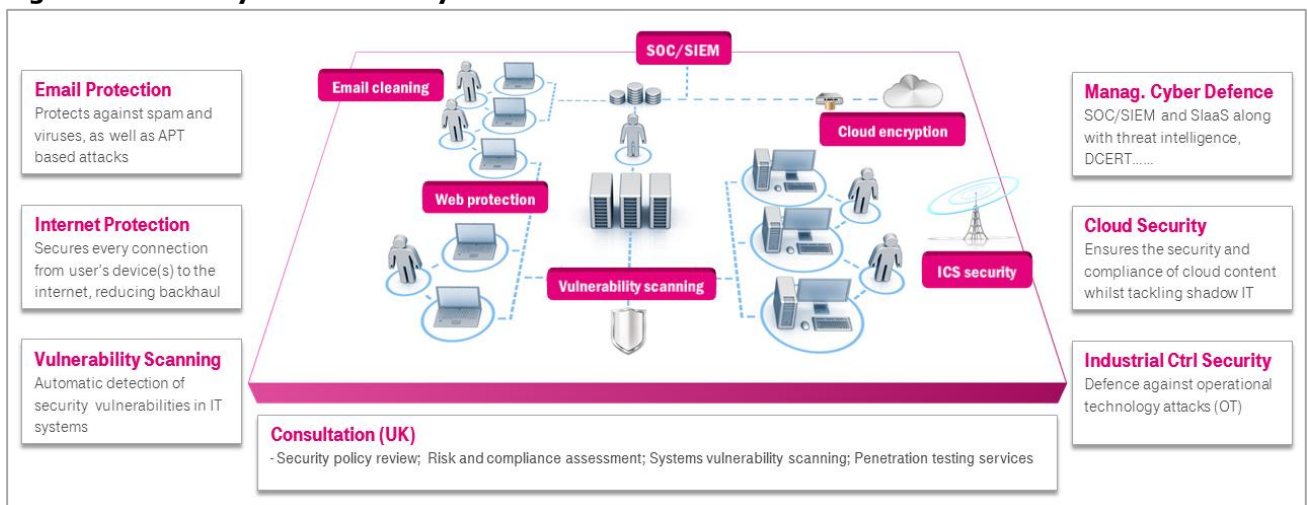 SOC/SIEM
Email cleaning
Cloud encryption
Web protection
ICS security
Vulnerability scanning
Email Protection
Protects against spam and
viruses, as well as APT
based attacks
Internet Protection
Secures every connection
from user's device(s) to the
internet, reducing backhaul
Vulnerability Scanning
Automatic detection of
security vulnerabilities in IT
systems
Manag. Cyber Defence
SOC/SIEM and SIaaS along
with threat intelligence,
DCERT......
Cloud Security
Ensures the security and
compliance of cloud content
whilst tackling shadow IT
Industrial Ctrl Security
Defence against operational
technology attacks (OT)
Consultation (UK)
- Security policy review; Risk and compliance assessment; Systems vulnerability scanning; Penetration testing services